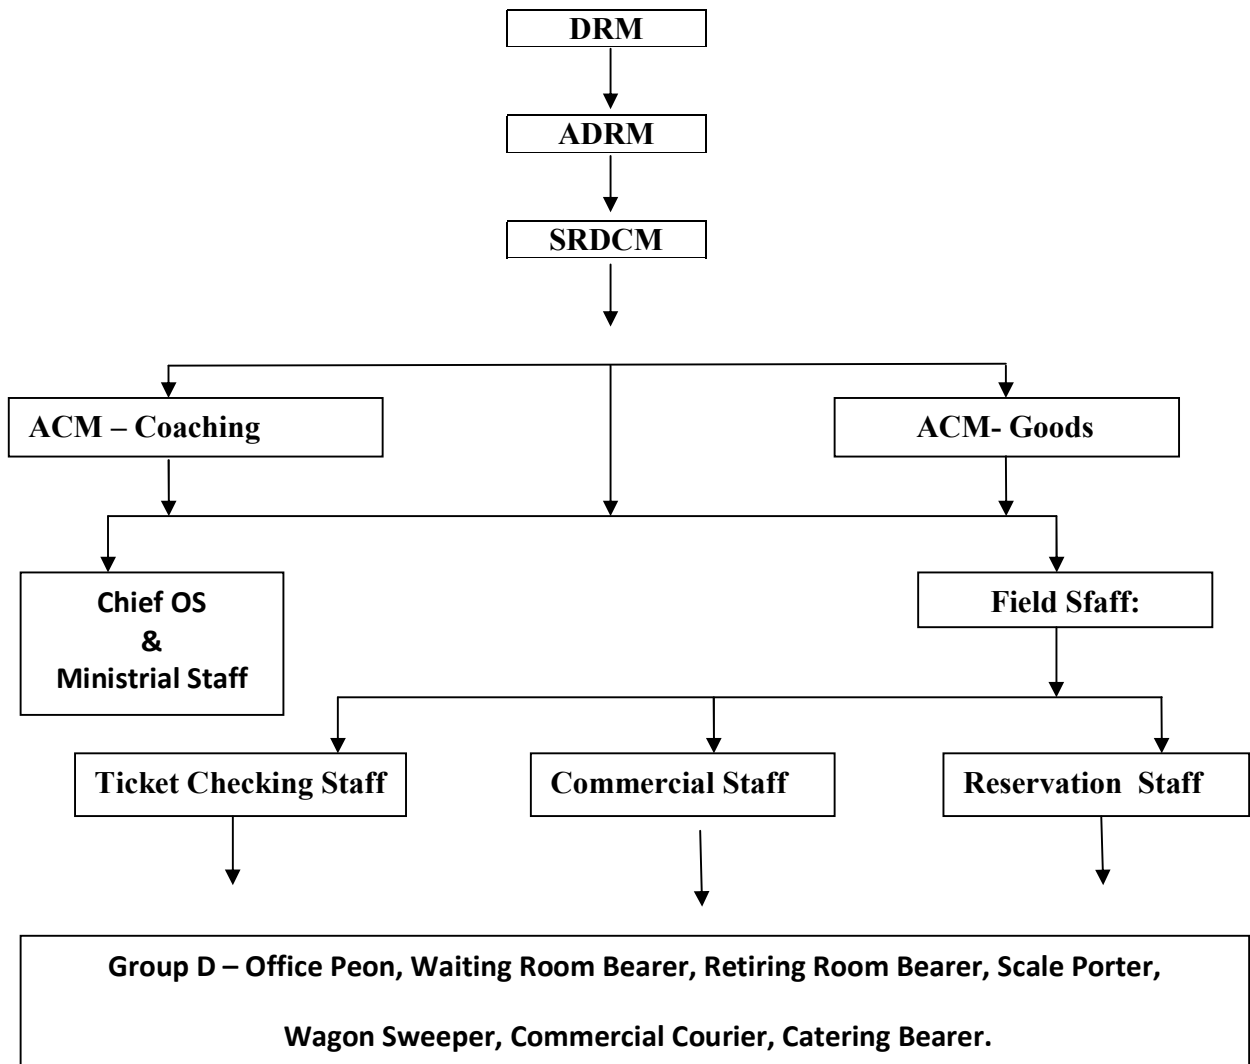 DRM
ADRM
SRDCM
ACM – Coaching
ACM- Goods
Chief OS
&
Ministrial Staff
Field Sfaff:
Ticket Checking Staff
Commercial Staff
Reservation Staff
Group D – Office Peon, Waiting Room Bearer, Retiring Room Bearer, Scale Porter,
Wagon Sweeper, Commercial Courier, Catering Bearer.